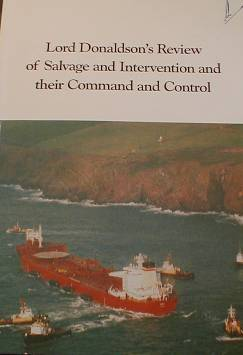 Lord Donaldson's Review
of Salvage and Intervention and
their Command and Control